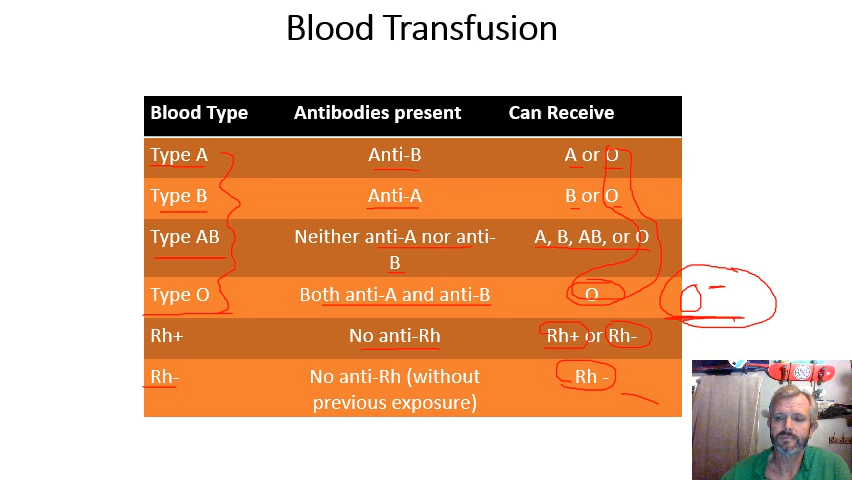 Blood Transfusion
Blood Type Antibodies present Can Receive
Type A Anti-B A or O
Type B Anti-A B or O
Type AB Neither anti-A nor anti- A, B, AB, or O
B
Type O Both anti-A and anti-B O
O-
Rh+ No anti-Rh Rh+ or Rh-
Rh- No anti-Rh (without Rh -
previous exposure)